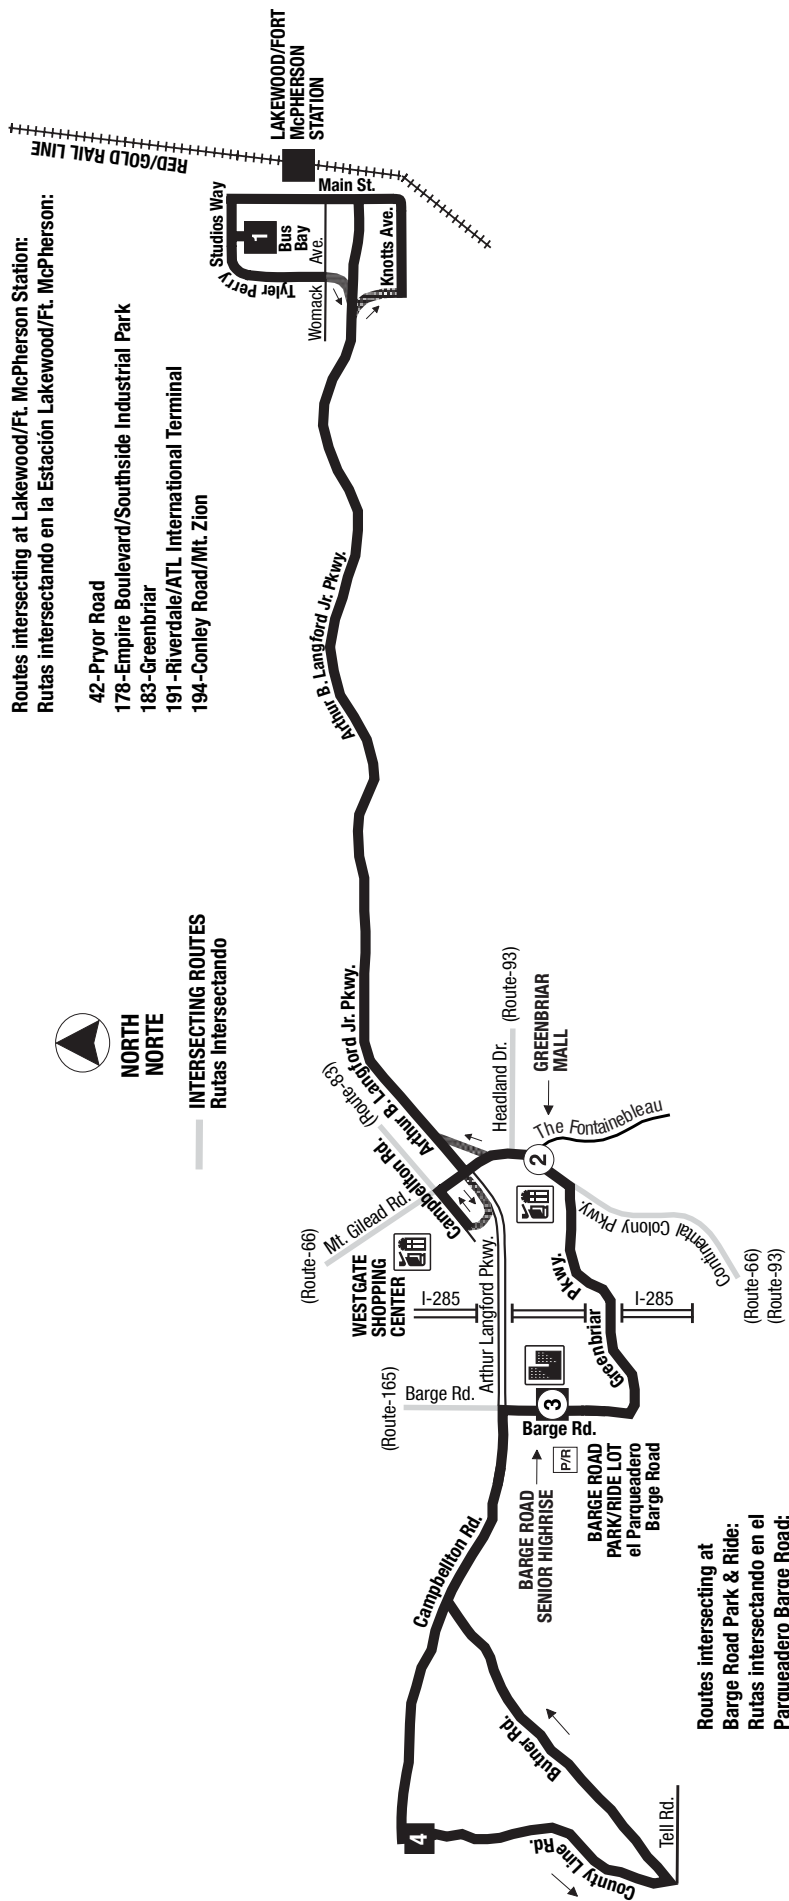 Routes intersecting at Lakewood/Ft. McPherson Station:
Rutas intersectando en la Estación Lakewood/Ft. McPherson:
42-Pryor Road
178-Empire Boulevard/Southside Industrial Park
183-Greenbriar
191-Riverdale/ATL International Terminal
194-Conley Road/Mt. Zion
RED/GOLD RAIL LINE
LAKEWOOD/FORT
McPHERSON
STATION
Main St.
Studios Way
1
Bus
Bay
Tyler Perry
Womack
Ave.
Knotts Ave.
Arthur B. Langford Jr. Pkwy.
NORTH
NORTE
INTERSECTING ROUTES
Rutas Intersectando
Arthur B. Langford Jr. Pkwy.
(Route-83)
Campbellton Rd.
Mt. Gilead Rd.
(Route-66)
WESTGATE
SHOPPING
CENTER
Headland Dr.
(Route-93)
GREENBRIAR
MALL
The Fontainebleau
2
Continental Colony Pkwy.
(Route-66)
(Route-93)
I-285
I-285
Arthur Langford Pkwy.
Greenbriar
Pkwy.
(Route-165)
Barge Rd.
3
Barge Rd.
P/R
BARGE ROAD
SENIOR HIGHRISE
BARGE ROAD
PARK/RIDE LOT
el Parqueadero
Barge Road
Campbellton Rd.
Butner Rd.
4
County Line Rd.
Tell Rd.
Routes intersecting at
Barge Road Park & Ride:
Rutas intersectando en el
Parqueadero Barge Road: